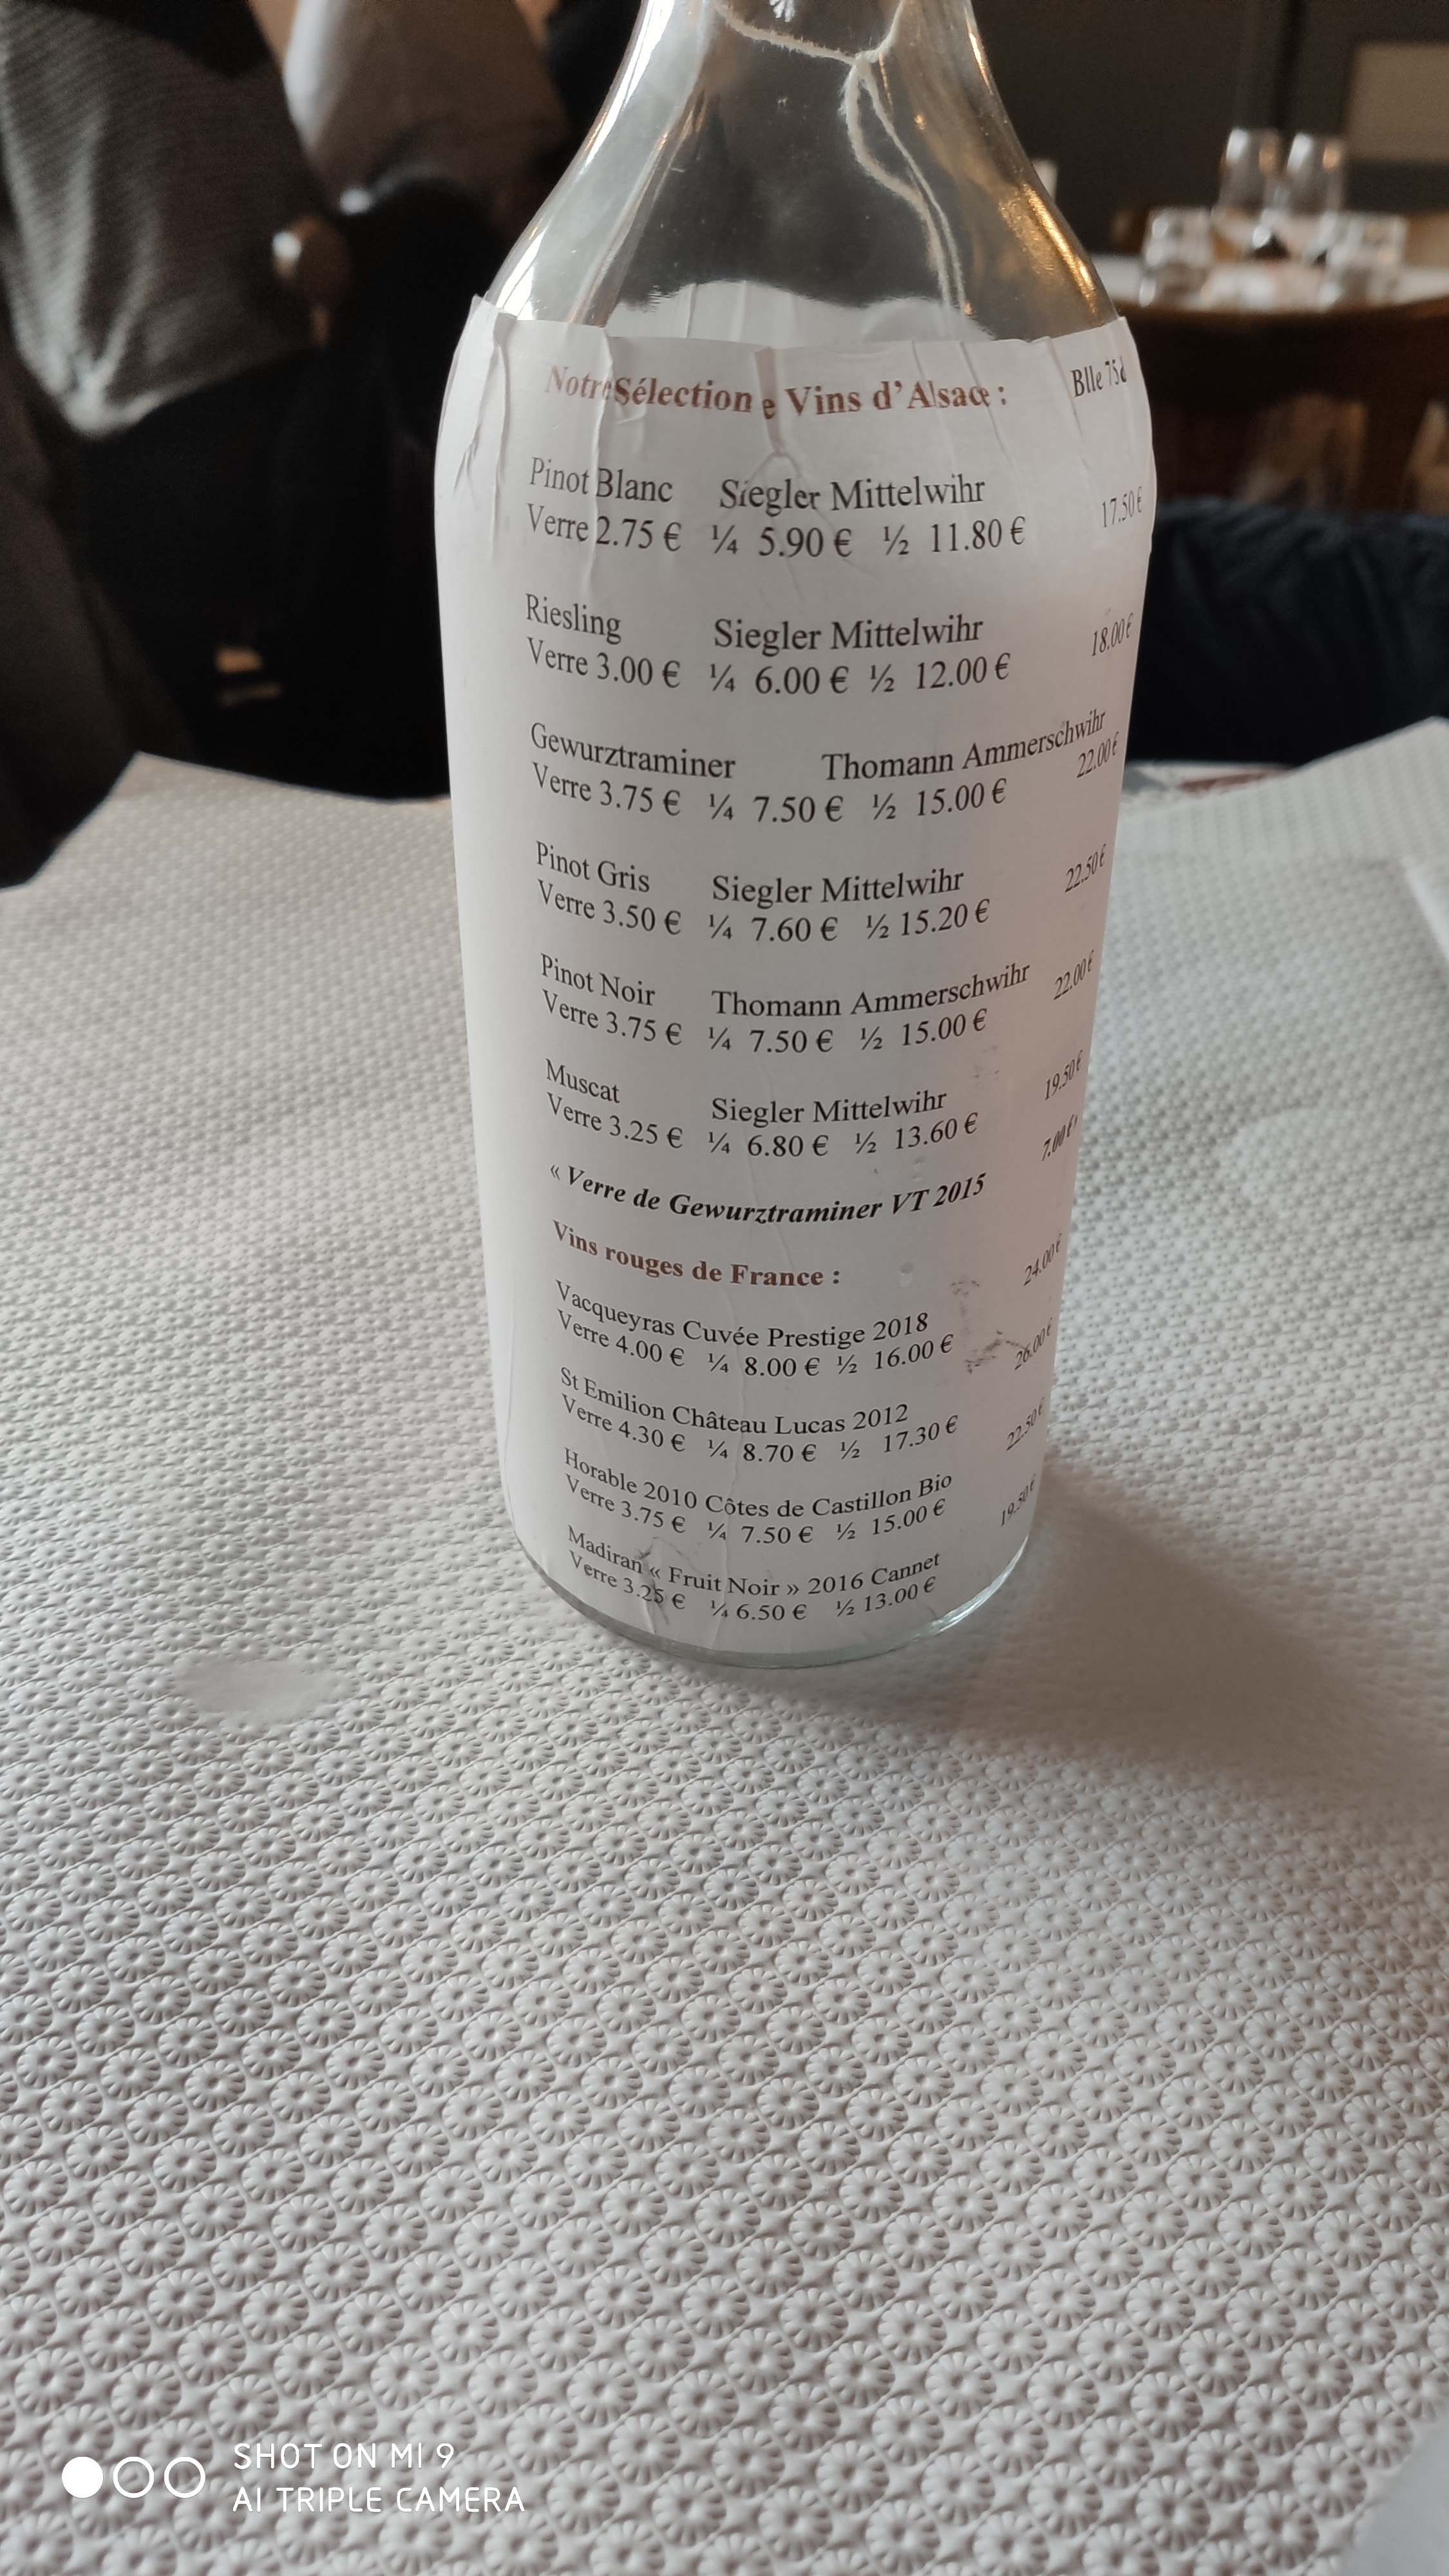 Notre Sélection e Vins d'Alsace : Blle 75d
Pinot Blanc Siegler Mittelwihr
Verre 2.75 € ¼ 5.90 € ½ 11.80 € 17.50 €
Riesling Siegler Mittelwihr
Verre 3.00 € ¼ 6.00 € ½ 12.00 € 18.00 €
Gewurztraminer Thomann Ammerschwihr
Verre 3.75 € ¼ 7.50 € ½ 15.00 € 22.00 €
Pinot Gris Siegler Mittelwihr 22.50 €
Verre 3.50 € ¼ 7.60 € ½ 15.20 €
Pinot Noir Thomann Ammerschwihr 22.00 €
Verre 3.75 € ¼ 7.50 € ½ 15.00 €
Muscat Siegler Mittelwihr 19.50 €
Verre 3.25 € ¼ 6.80 € ½ 13.60 €
« Verre de Gewurztraminer VT 2015 7.00 €
Vins rouges de France :
Vacqueyras Cuvée Prestige 2018 24.00 €
Verre 4.00 € ¼ 8.00 € ½ 16.00 €
St Emilion Château Lucas 2012 26.00 €
Verre 4.30 € ¼ 8.70 € ½ 17.30 €
Horable 2010 Côtes de Castillon Bio 22.50 €
Verre 3.75 € ¼ 7.50 € ½ 15.00 €
Madiran « Fruit Noir » 2016 Cannet 19.50 €
Verre 3.25 € ¼ 6.50 € ½ 13.00 €
SHOT ON MI 9
AI TRIPLE CAMERA